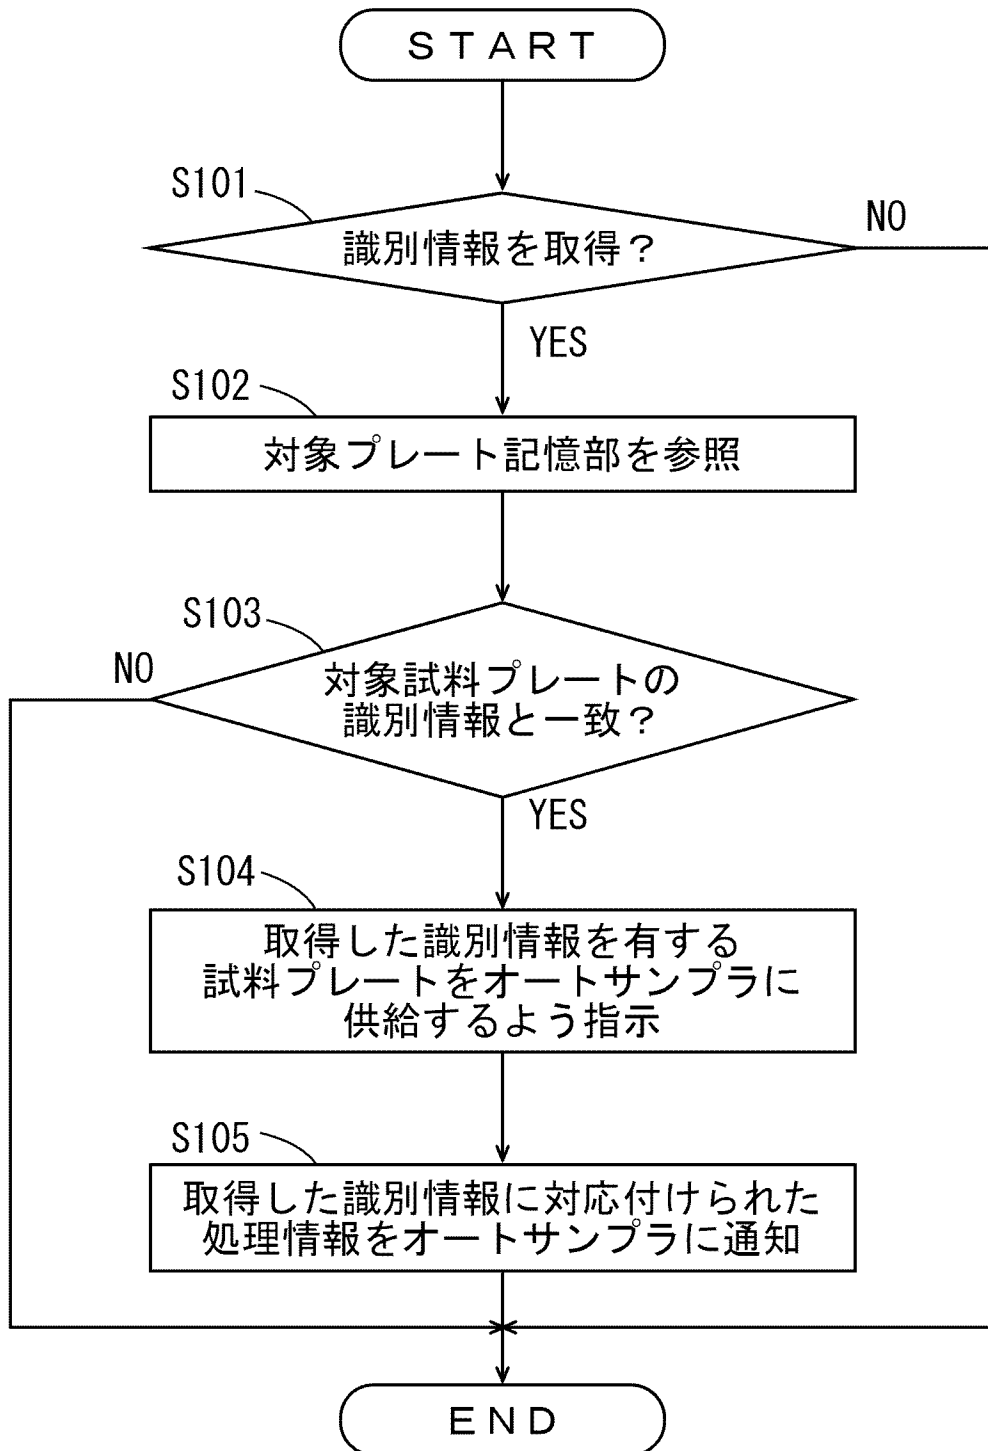 START
S101
識別情報を取得？
NO
YES
S102
対象プレート記憶部を参照
S103
NO
対象試料プレートの
識別情報と一致？
YES
S104
取得した識別情報を有する
試料プレートをオートサンプラに
供給するよう指示
S105
取得した識別情報に対応付けられた
処理情報をオートサンプラに通知
END